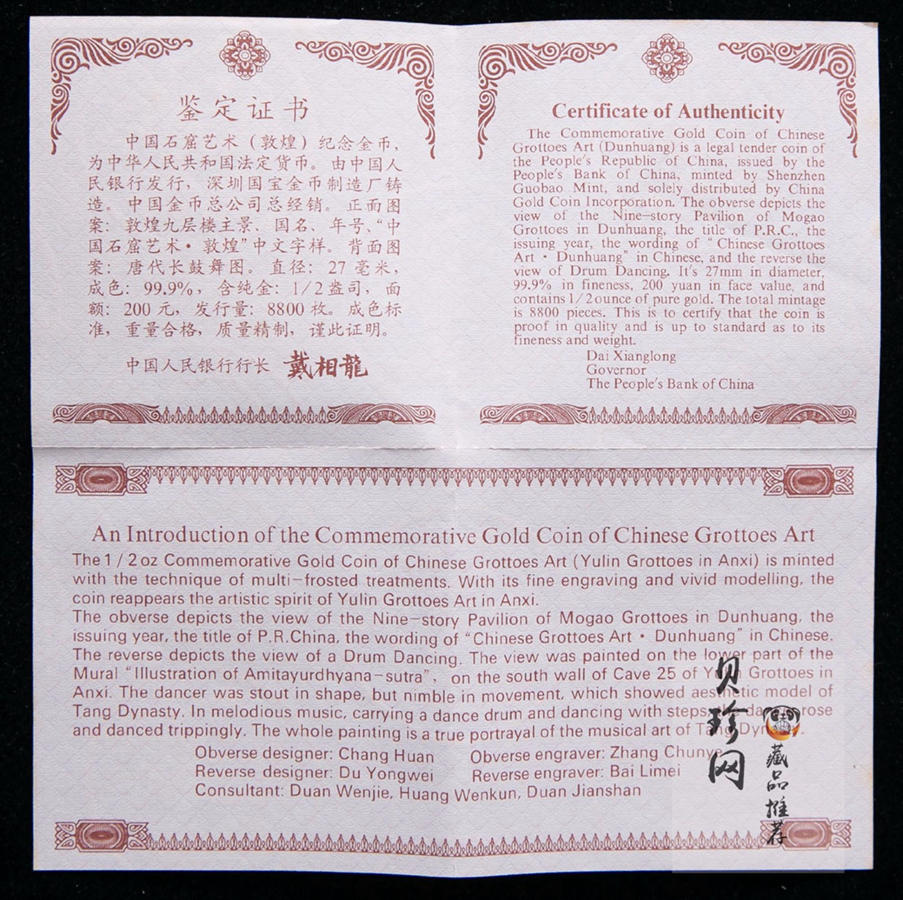 鉴定证书
中国石窟艺术（敦煌）纪念金币，
为中华人民共和国法定货币。由中国人
民银行发行，深圳国宝金币制造厂铸
造。中国金币总公司总经销。正面图
案：敦煌九层楼主景、国名、年号、“中
国石窟艺术·敦煌”中文字样。背面图
案：唐代长鼓舞图。直径：27毫米，
成色：99.9%，含纯金：1/2盎司，面
额：200元，发行量：8800枚。成色标
准，重量合格，质量精制，谨此证明。
中国人民银行行长 戴相龍
Certificate of Authenticity
The Commemorative Gold Coin of Chinese
Grottoes Art (Dunhuang) is a legal tender coin of
the People's Republic of China, issued by the
People's Bank of China, minted by Shenzhen
Guobao Mint, and solely distributed by China
Gold Coin Incorporation. The obverse depicts the
view of the Nine-story Pavilion of Mogao
Grottoes in Dunhuang, the title of P.R.C., the
issuing year, the wording of "Chinese Grottoes
Art · Dunhuang" in Chinese, and the reverse the
view of Drum Dancing. It's 27mm in diameter,
99.9% in fineness, 200 yuan in face value, and
contains 1/2 ounce of pure gold. The total mintage
is 8800 pieces. This is to certify that the coin is
proof in quality and is up to standard as to its
fineness and weight.
Dai Xianglong
Governor
The People's Bank of China
An Introduction of the Commemorative Gold Coin of Chinese Grottoes Art
The 1/2 oz Commemorative Gold Coin of Chinese Grottoes Art (Yulin Grottoes in Anxi) is minted
with the technique of multi-frosted treatments. With its fine engraving and vivid modelling, the
coin reappears the artistic spirit of Yulin Grottoes Art in Anxi.
The obverse depicts the view of the Nine-story Pavilion of Mogao Grottoes in Dunhuang, the
issuing year, the title of P.R.China, the wording of "Chinese Grottoes Art · Dunhuang" in Chinese.
The reverse depicts the view of a Drum Dancing. The view was painted on the lower part of the
Mural "Illustration of Amitayurdhyana-sutra", on the south wall of Cave 25 of Yulin Grottoes in
Anxi. The dancer was stout in shape, but nimble in movement, which showed aesthetic model of
Tang Dynasty. In melodious music, carrying a dance drum and dancing with steps, rose
and danced trippingly. The whole painting is a true portrayal of the musical art of Tang Dynasty.
Obverse designer: Chang Huan Obverse engraver: Zhang Chunye
Reverse designer: Du Yongwei Reverse engraver: Bai Limei
Consultant: Duan Wenjie, Huang Wenkun, Duan Jianshan
贝珍网
藏品推荐